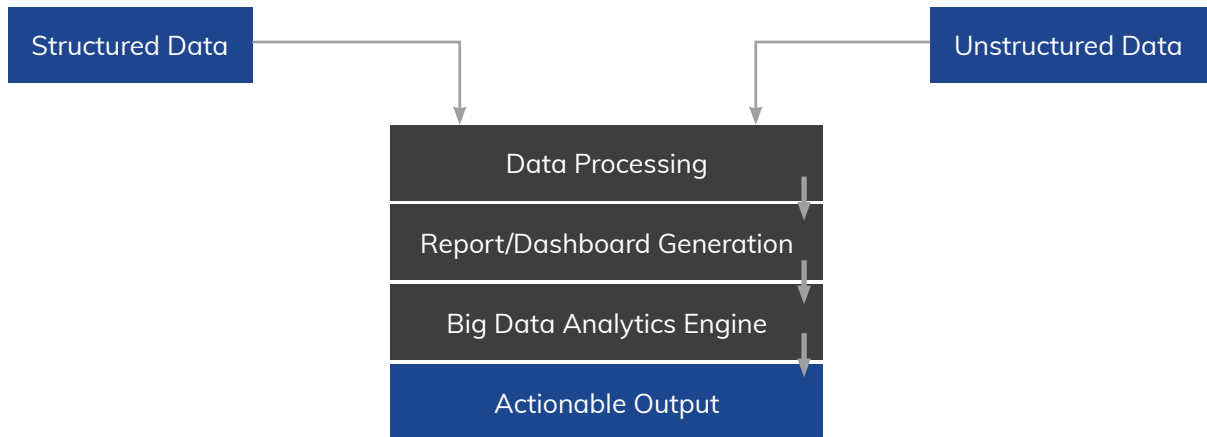 Structured Data
Unstructured Data
Data Processing
Report/Dashboard Generation
Big Data Analytics Engine
Actionable Output